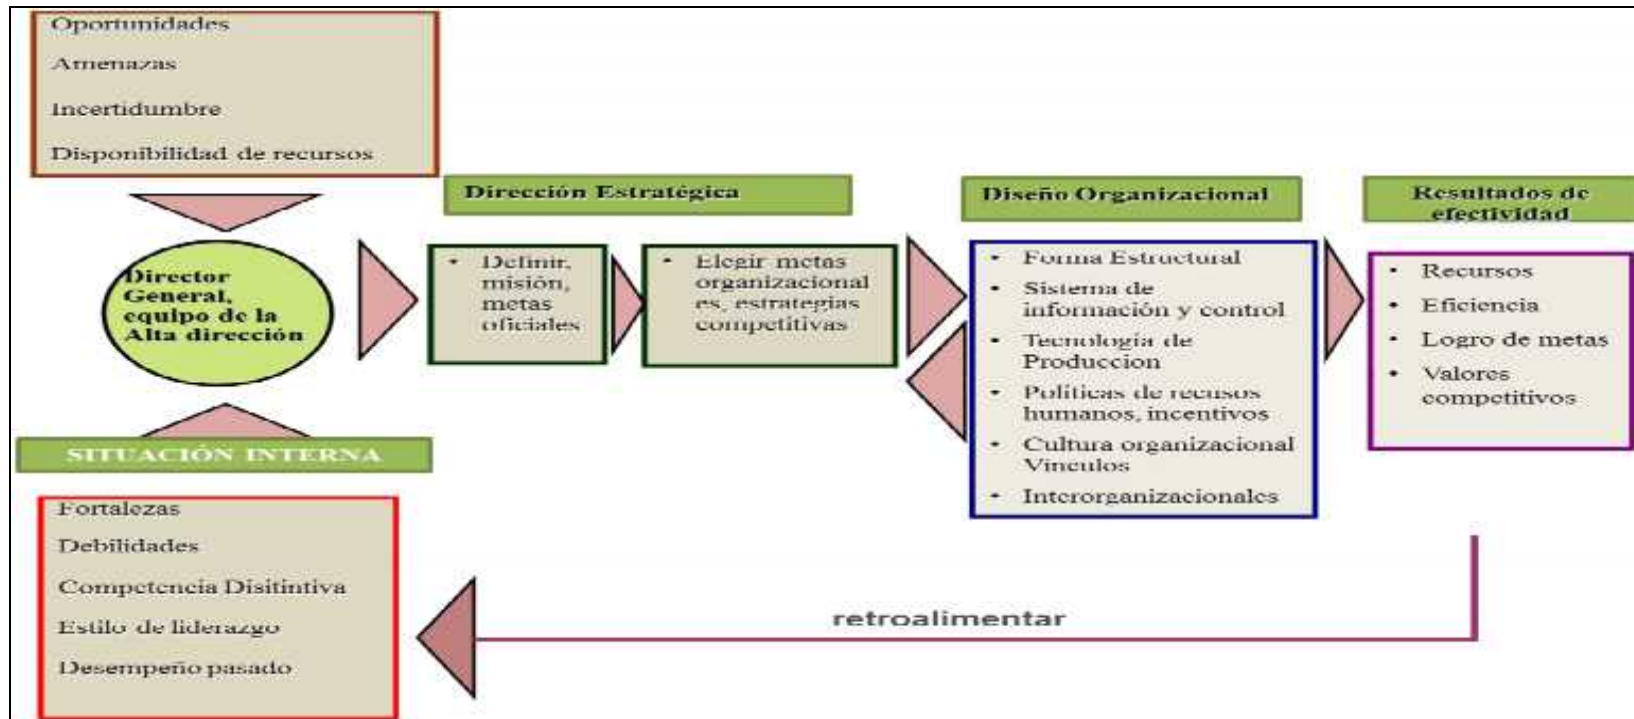 Oportunidades
Amenazas
Incertidumbre
Disponibilidad de recursos
Director
General,
equipo de la
Alta dirección
SITUACIÓN INTERNA
Fortalezas
Debilidades
Competencia Disitintiva
Estilo de liderazgo
Desempeño pasado
Dirección Estratégica
• Definir,
misión,
metas
oficiales
• Elegir metas
organizacional
es, estrategias
competitivas
Diseño Organizacional
• Forma Estructural
• Sistema de
información y control
• Tecnología de
Produccion
• Políticas de recusos
humanos, incentivos
• Cultura organizacional
Vinculos
• Interorganizacionales
Resultados de
efectividad
• Recursos
• Eficiencia
• Logro de metas
• Valores
competitivos
retroalimentar